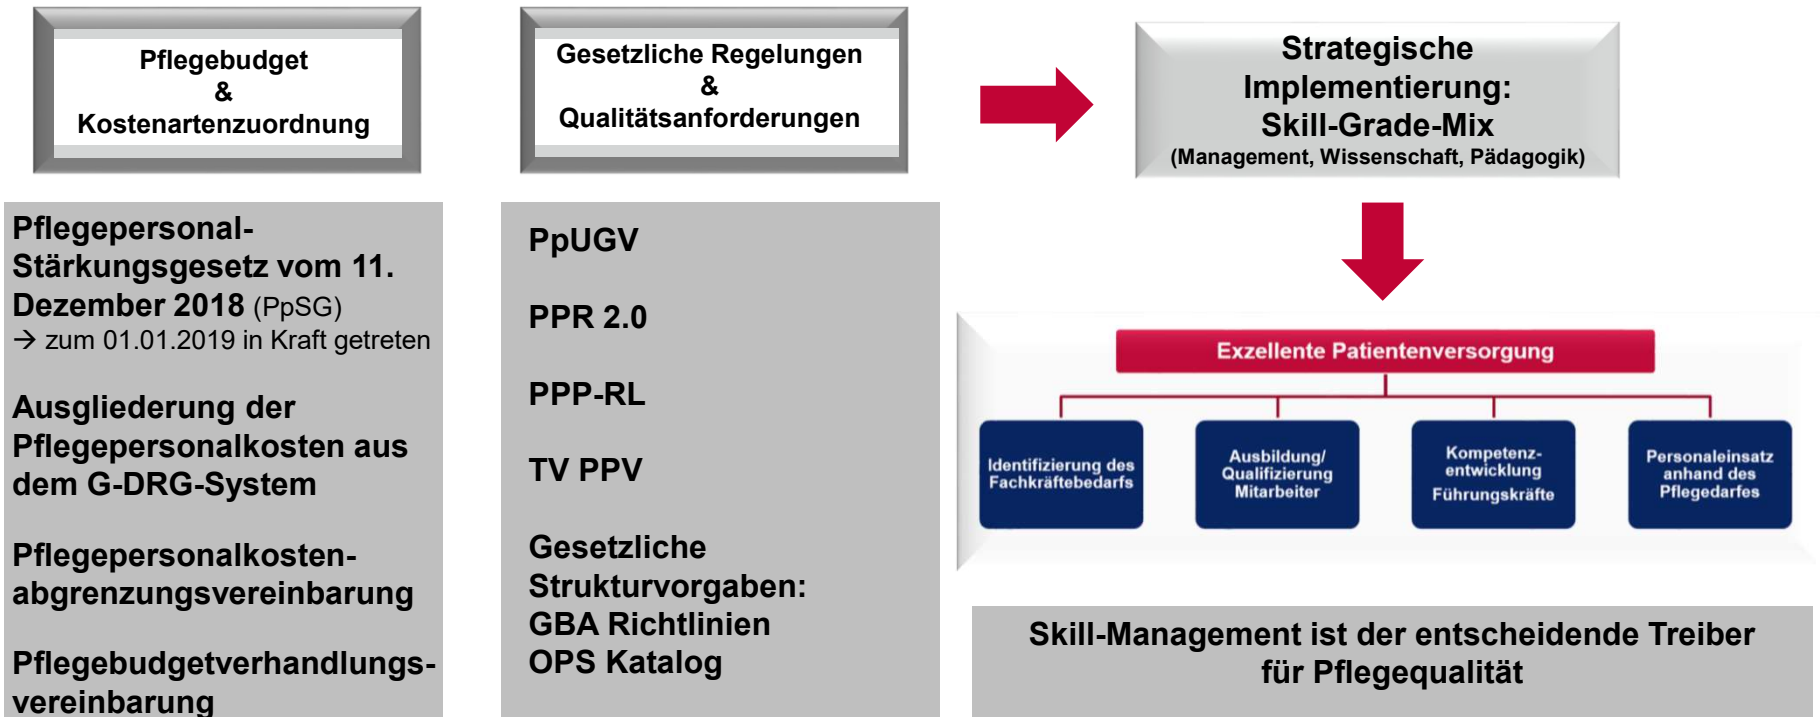 Pflegebudget
&
Kostenartenzuordnung
Pflegepersonal-
Stärkungsgesetz vom 11.
Dezember 2018 (PpSG)
→ zum 01.01.2019 in Kraft getreten
Ausgliederung der
Pflegepersonalkosten aus
dem G-DRG-System
Pflegepersonalkosten-
abgrenzungsvereinbarung
Pflegebudgetverhandlungs-
vereinbarung
Gesetzliche Regelungen
&
Qualitätsanforderungen
PpUGV
PPR 2.0
PPP-RL
TV PPV
Gesetzliche
Strukturvorgaben:
GBA Richtlinien
OPS Katalog
Strategische
Implementierung:
Skill-Grade-Mix
(Management, Wissenschaft, Pädagogik)
Exzellente Patientenversorgung
Identifizierung des
Fachkräftebedarfs
Ausbildung/
Qualifizierung
Mitarbeiter
Kompetenz-
entwicklung
Führungskräfte
Personaleinsatz
anhand des
Pflegedarfes
Skill-Management ist der entscheidende Treiber
für Pflegequalität